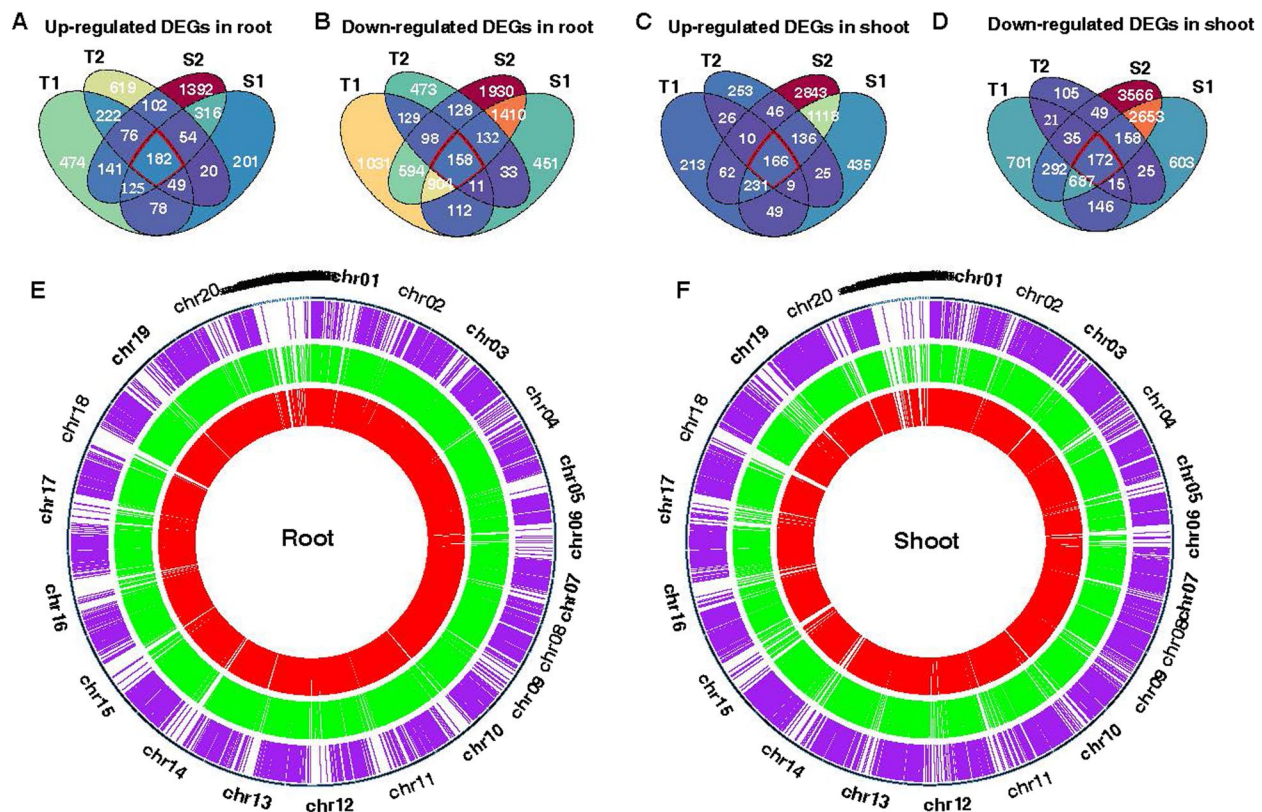 A Up-regulated DEGs in root
T1 T2 S2 S1
619 1392
222 102 316
76 54
474 141 182 20 201
125 49
78
B Down-regulated DEGs in root
T1 T2 S2 S1
473 1930
129 128 1410
98 132
1031 594 158 33 451
904 11
112
C Up-regulated DEGs in shoot
T1 T2 S2 S1
253 2843
26 46 1118
10 136
213 62 166 25 435
231 9
49
D Down-regulated DEGs in shoot
T1 T2 S2 S1
105 3566
21 49 2653
35 158
701 292 172 25 603
687 15
146
E
chr01
chr02
chr03
chr04
chr05
chr06
chr07
chr08
chr09
chr10
chr11
chr12
chr13
chr14
chr15
chr16
chr17
chr18
chr19
chr20
Root
F
chr01
chr02
chr03
chr04
chr05
chr06
chr07
chr08
chr09
chr10
chr11
chr12
chr13
chr14
chr15
chr16
chr17
chr18
chr19
chr20
Shoot